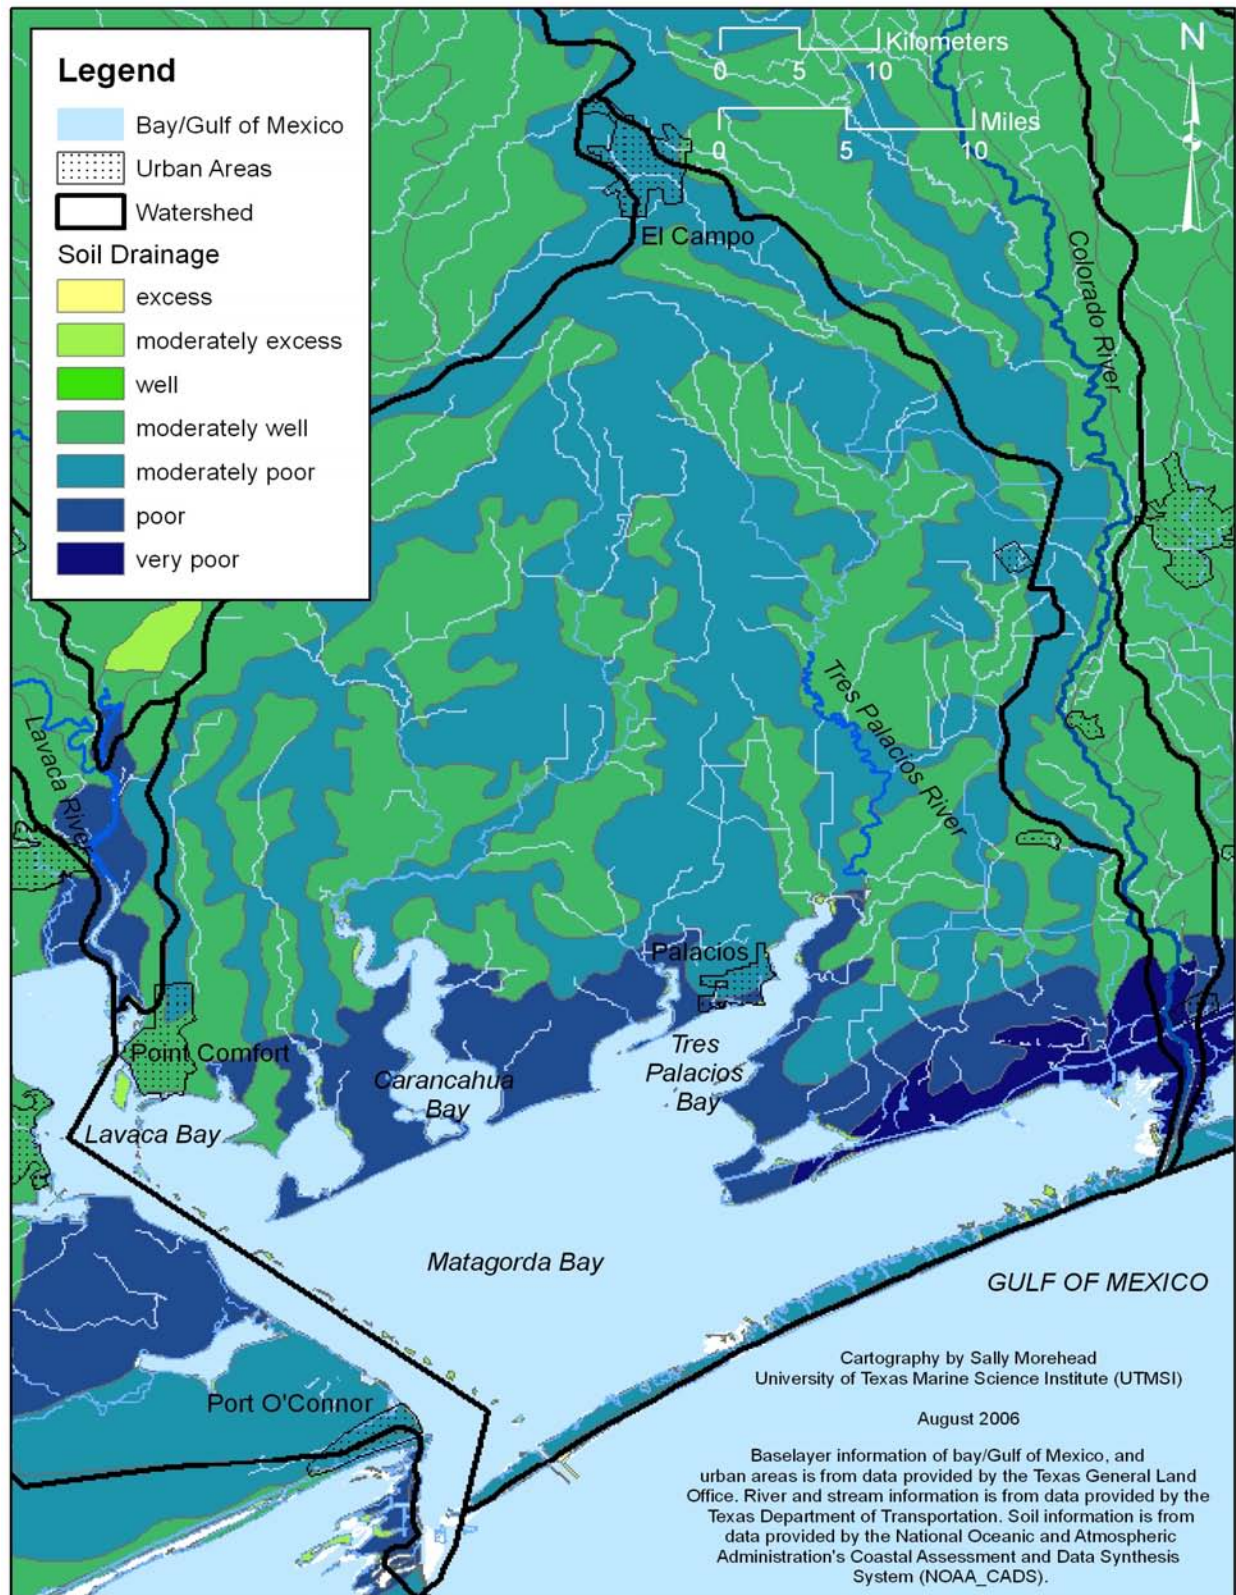 Legend
Bay/Gulf of Mexico
Urban Areas
Watershed
Soil Drainage
excess
moderately excess
well
moderately well
moderately poor
poor
very poor
Kilometers
0 5 10
Miles
0 5 10
N
El Campo
Colorado River
Tres Palacios River
Lavaca River
Palacios
Point Comfort
Tres
Palacios
Bay
Carancahua
Bay
Lavaca Bay
Matagorda Bay
GULF OF MEXICO
Port O'Connor
Cartography by Sally Morehead
University of Texas Marine Science Institute (UTMSI)
August 2006
Baselayer information of bay/Gulf of Mexico, and
urban areas is from data provided by the Texas General Land
Office. River and stream information is from data provided by the
Texas Department of Transportation. Soil information is from
data provided by the National Oceanic and Atmospheric
Administration's Coastal Assessment and Data Synthesis
System (NOAA_CADS).